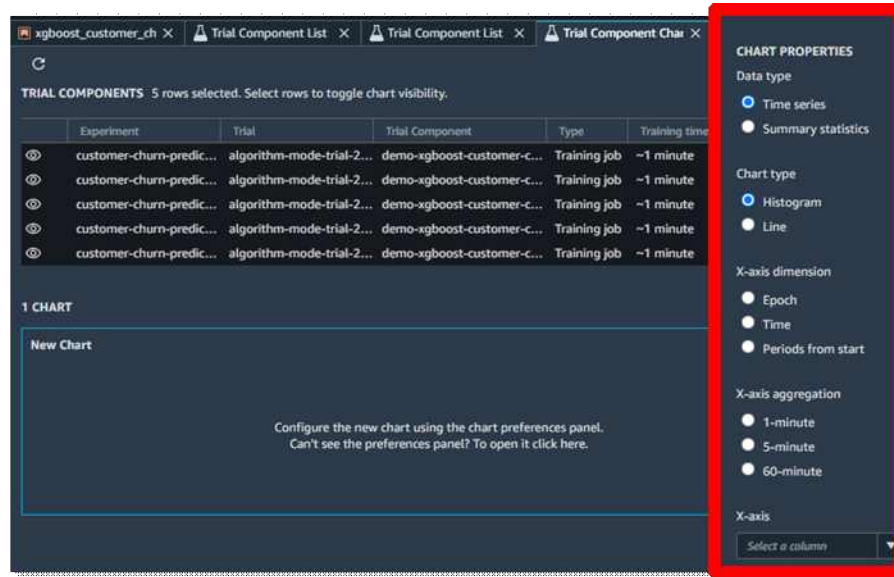 xgboost_customer_ch
Trial Component List
Trial Component List
Trial Component Char
TRIAL COMPONENTS 5 rows selected. Select rows to toggle chart visibility.
Experiment Trial Trial Component Type Training time
customer-churn-predic... algorithm-mode-trial-2... demo-xgboost-customer-c... Training job ~1 minute
customer-churn-predic... algorithm-mode-trial-2... demo-xgboost-customer-c... Training job ~1 minute
customer-churn-predic... algorithm-mode-trial-2... demo-xgboost-customer-c... Training job ~1 minute
customer-churn-predic... algorithm-mode-trial-2... demo-xgboost-customer-c... Training job ~1 minute
customer-churn-predic... algorithm-mode-trial-2... demo-xgboost-customer-c... Training job ~1 minute
1 CHART
New Chart
Configure the new chart using the chart preferences panel.
Can't see the preferences panel? To open it click here.
CHART PROPERTIES
Data type
Time series
Summary statistics
Chart type
Histogram
Line
X-axis dimension
Epoch
Time
Periods from start
X-axis aggregation
1-minute
5-minute
60-minute
X-axis
Select a column